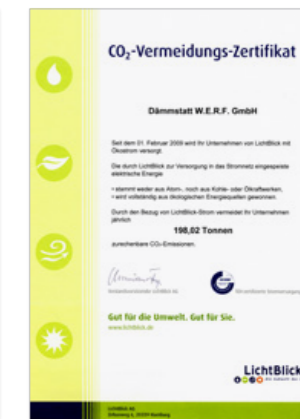 CO₂-Vermeidungs-Zertifikat
Dämmstatt W.E.R.F. GmbH
Seit dem 01. Februar 2009 wird Ihr Unternehmen von LichtBlick mit
Ökostrom versorgt.
Die durch LichtBlick zur Versorgung in das Stromnetz eingespeiste
elektrische Energie
• stammt weder aus Atom-, noch aus Kohle- oder Ölkraftwerken,
• wird vollständig aus ökologischen Energiequellen gewonnen.
Durch den Bezug von LichtBlick-Strom vermeidet Ihr Unternehmen
jährlich
198,02 Tonnen
zurechenbare CO₂-Emissionen.
Gut für die Umwelt. Gut für Sie.
www.lichtblick.de
LichtBlick
LichtBlick AG